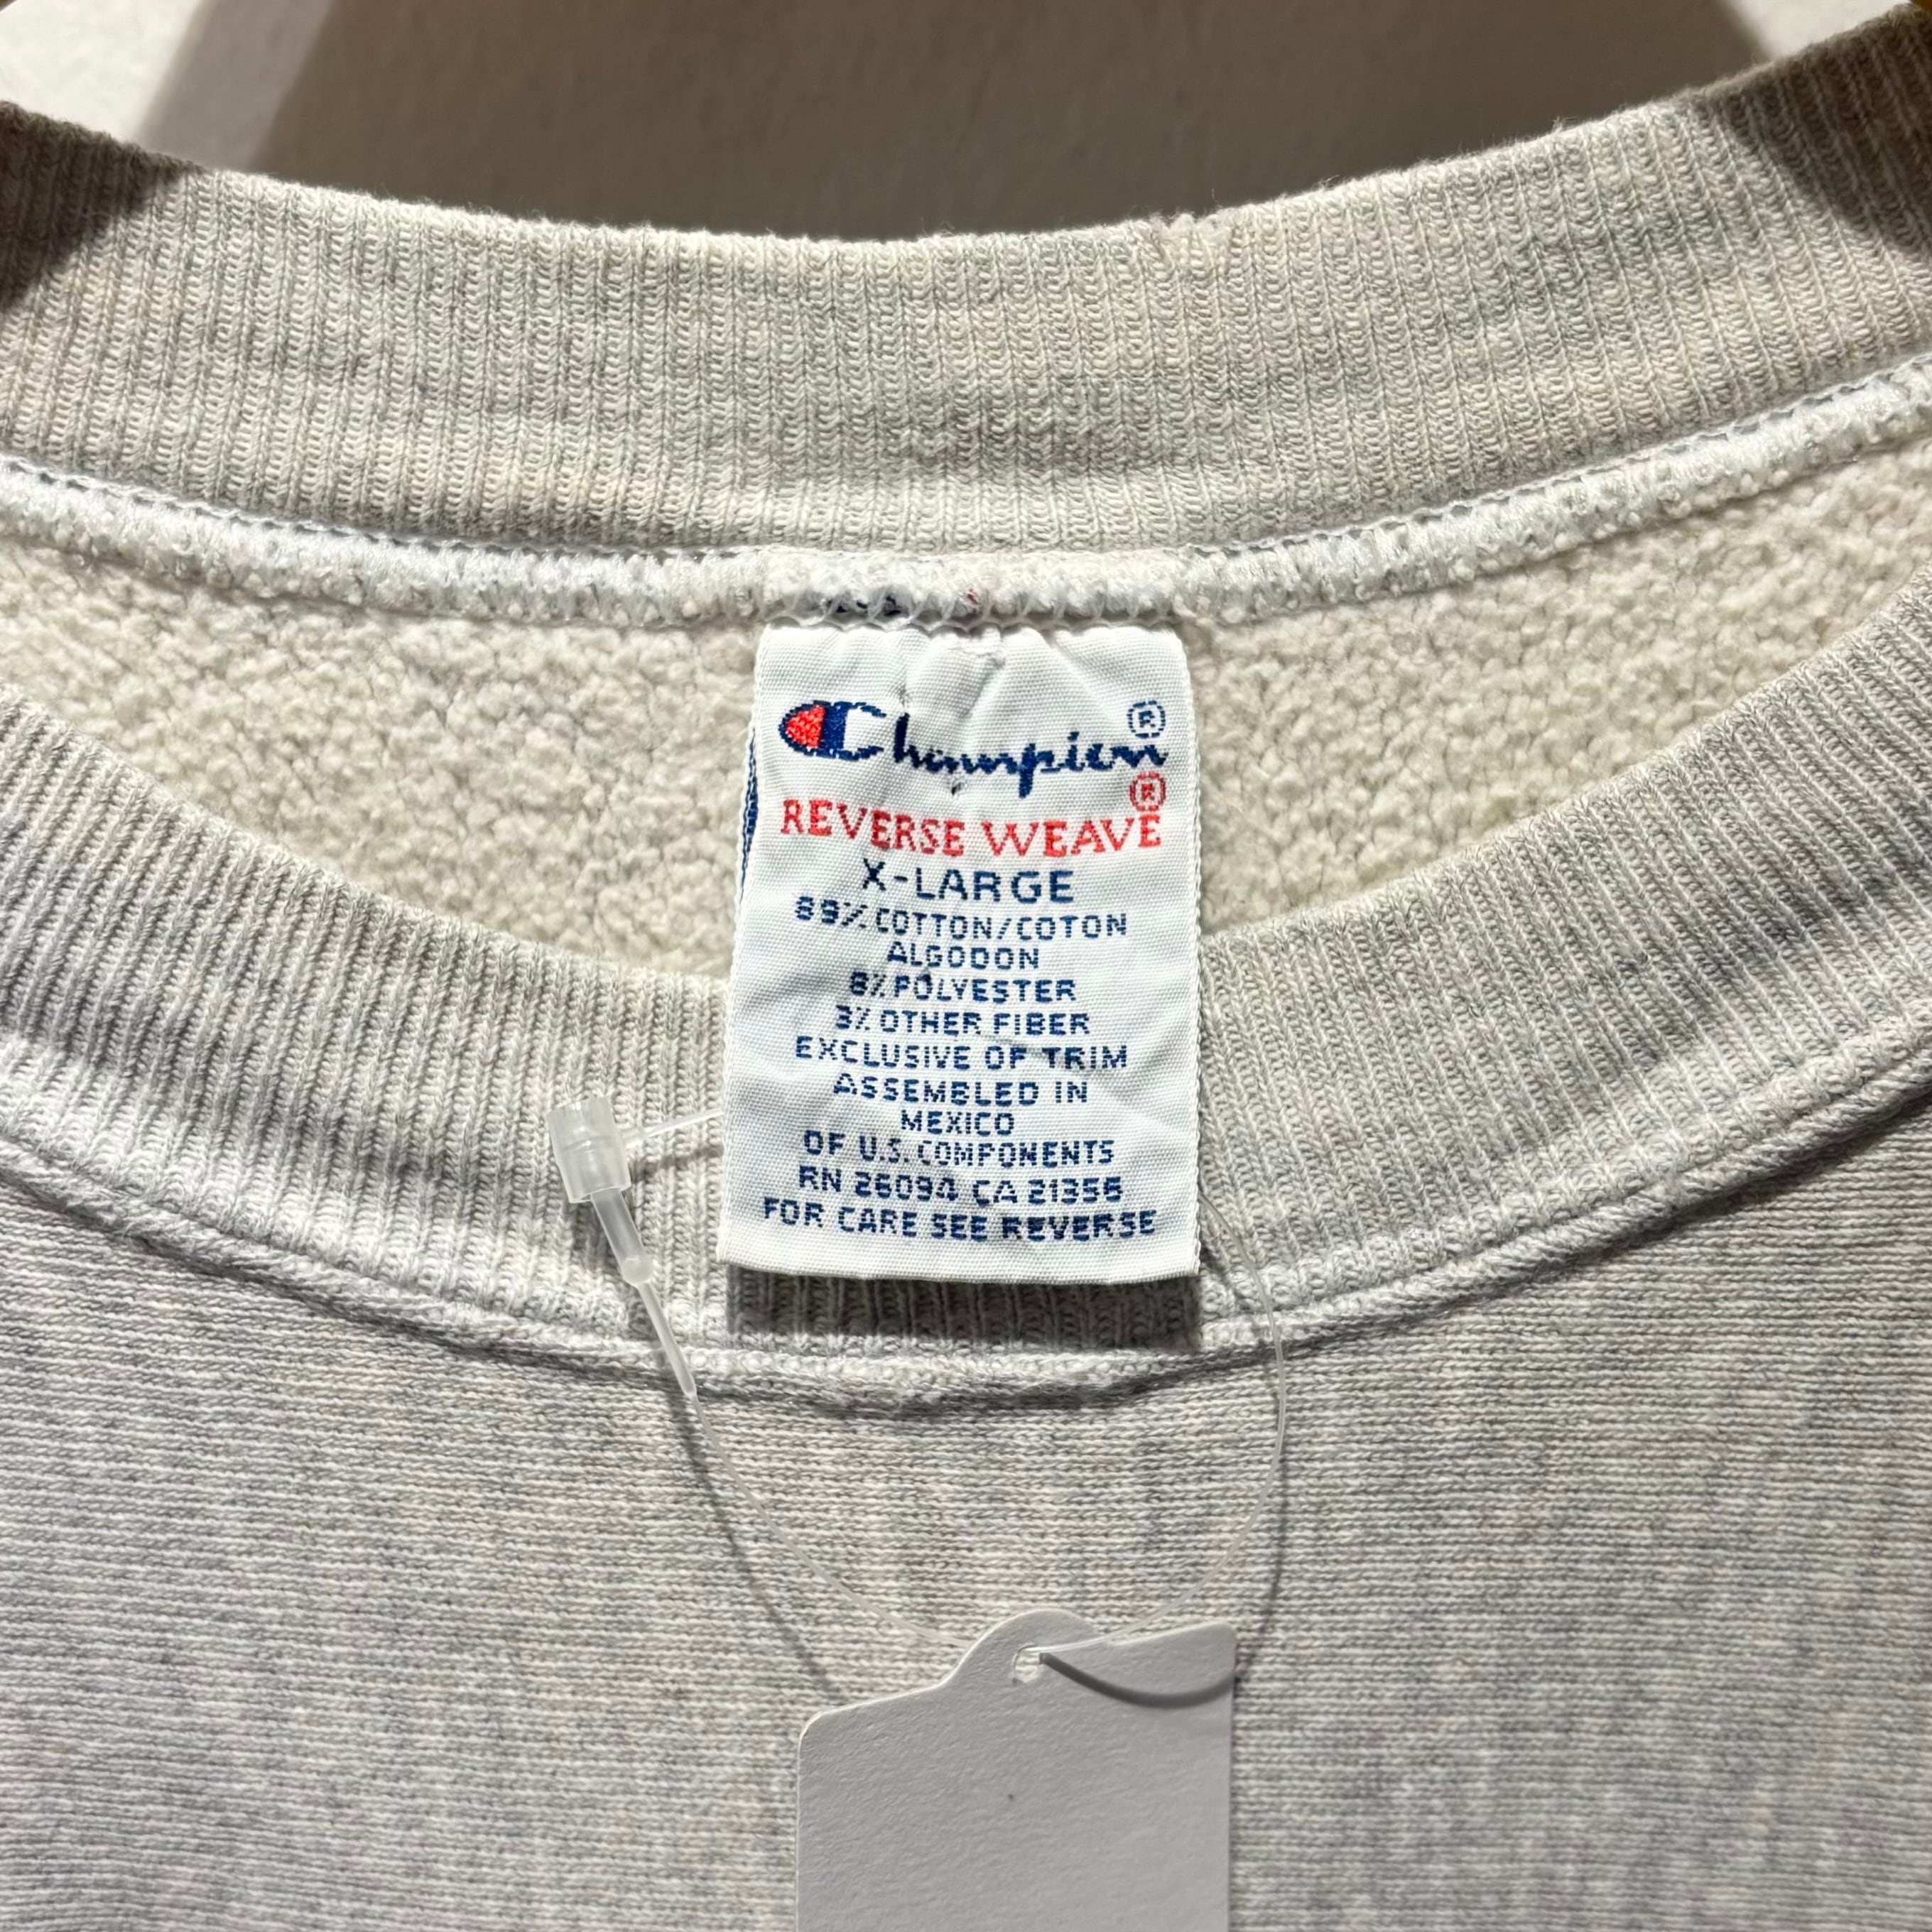 Champion®
REVERSE WEAVE®
X-LARGE
89% COTTON/COTON
ALGODON
8% POLYESTER
3% OTHER FIBER
EXCLUSIVE OF TRIM
ASSEMBLED IN
MEXICO
OF U.S. COMPONENTS
RN 26094 CA 21356
FOR CARE SEE REVERSE